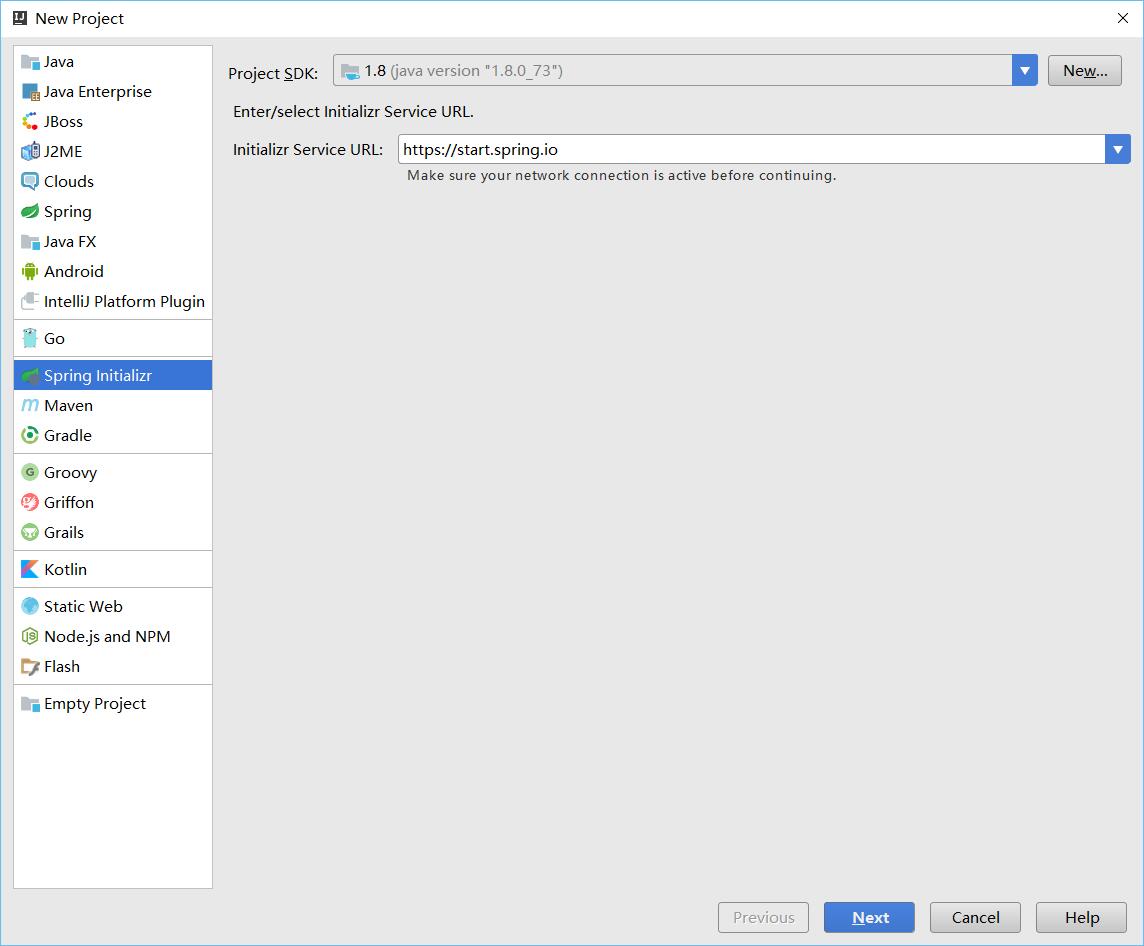 New Project
Java
Java Enterprise
JBoss
J2ME
Clouds
Spring
Java FX
Android
IntelliJ Platform Plugin
Go
Spring Initializr
Maven
Gradle
Groovy
Griffon
Grails
Kotlin
Static Web
Node.js and NPM
Flash
Empty Project
Project SDK: 1.8 (java version "1.8.0_73") New...
Enter/select Initializr Service URL.
Initializr Service URL: https://start.spring.io
Make sure your network connection is active before continuing.
Previous Next Cancel Help